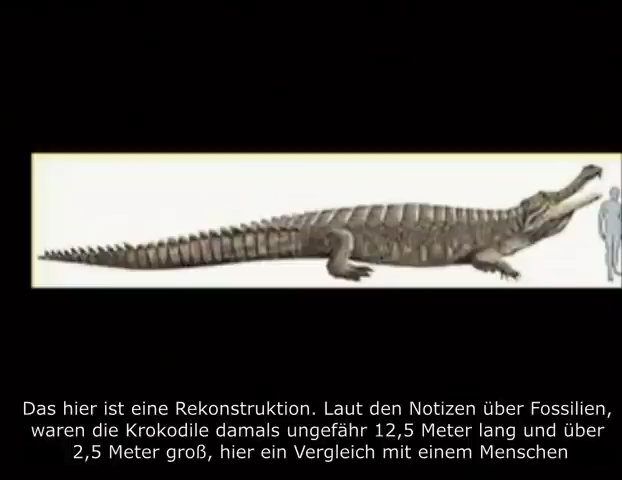 Das hier ist eine Rekonstruktion. Laut den Notizen über Fossilien,
waren die Krokodile damals ungefähr 12,5 Meter lang und über
2,5 Meter groß, hier ein Vergleich mit einem Menschen